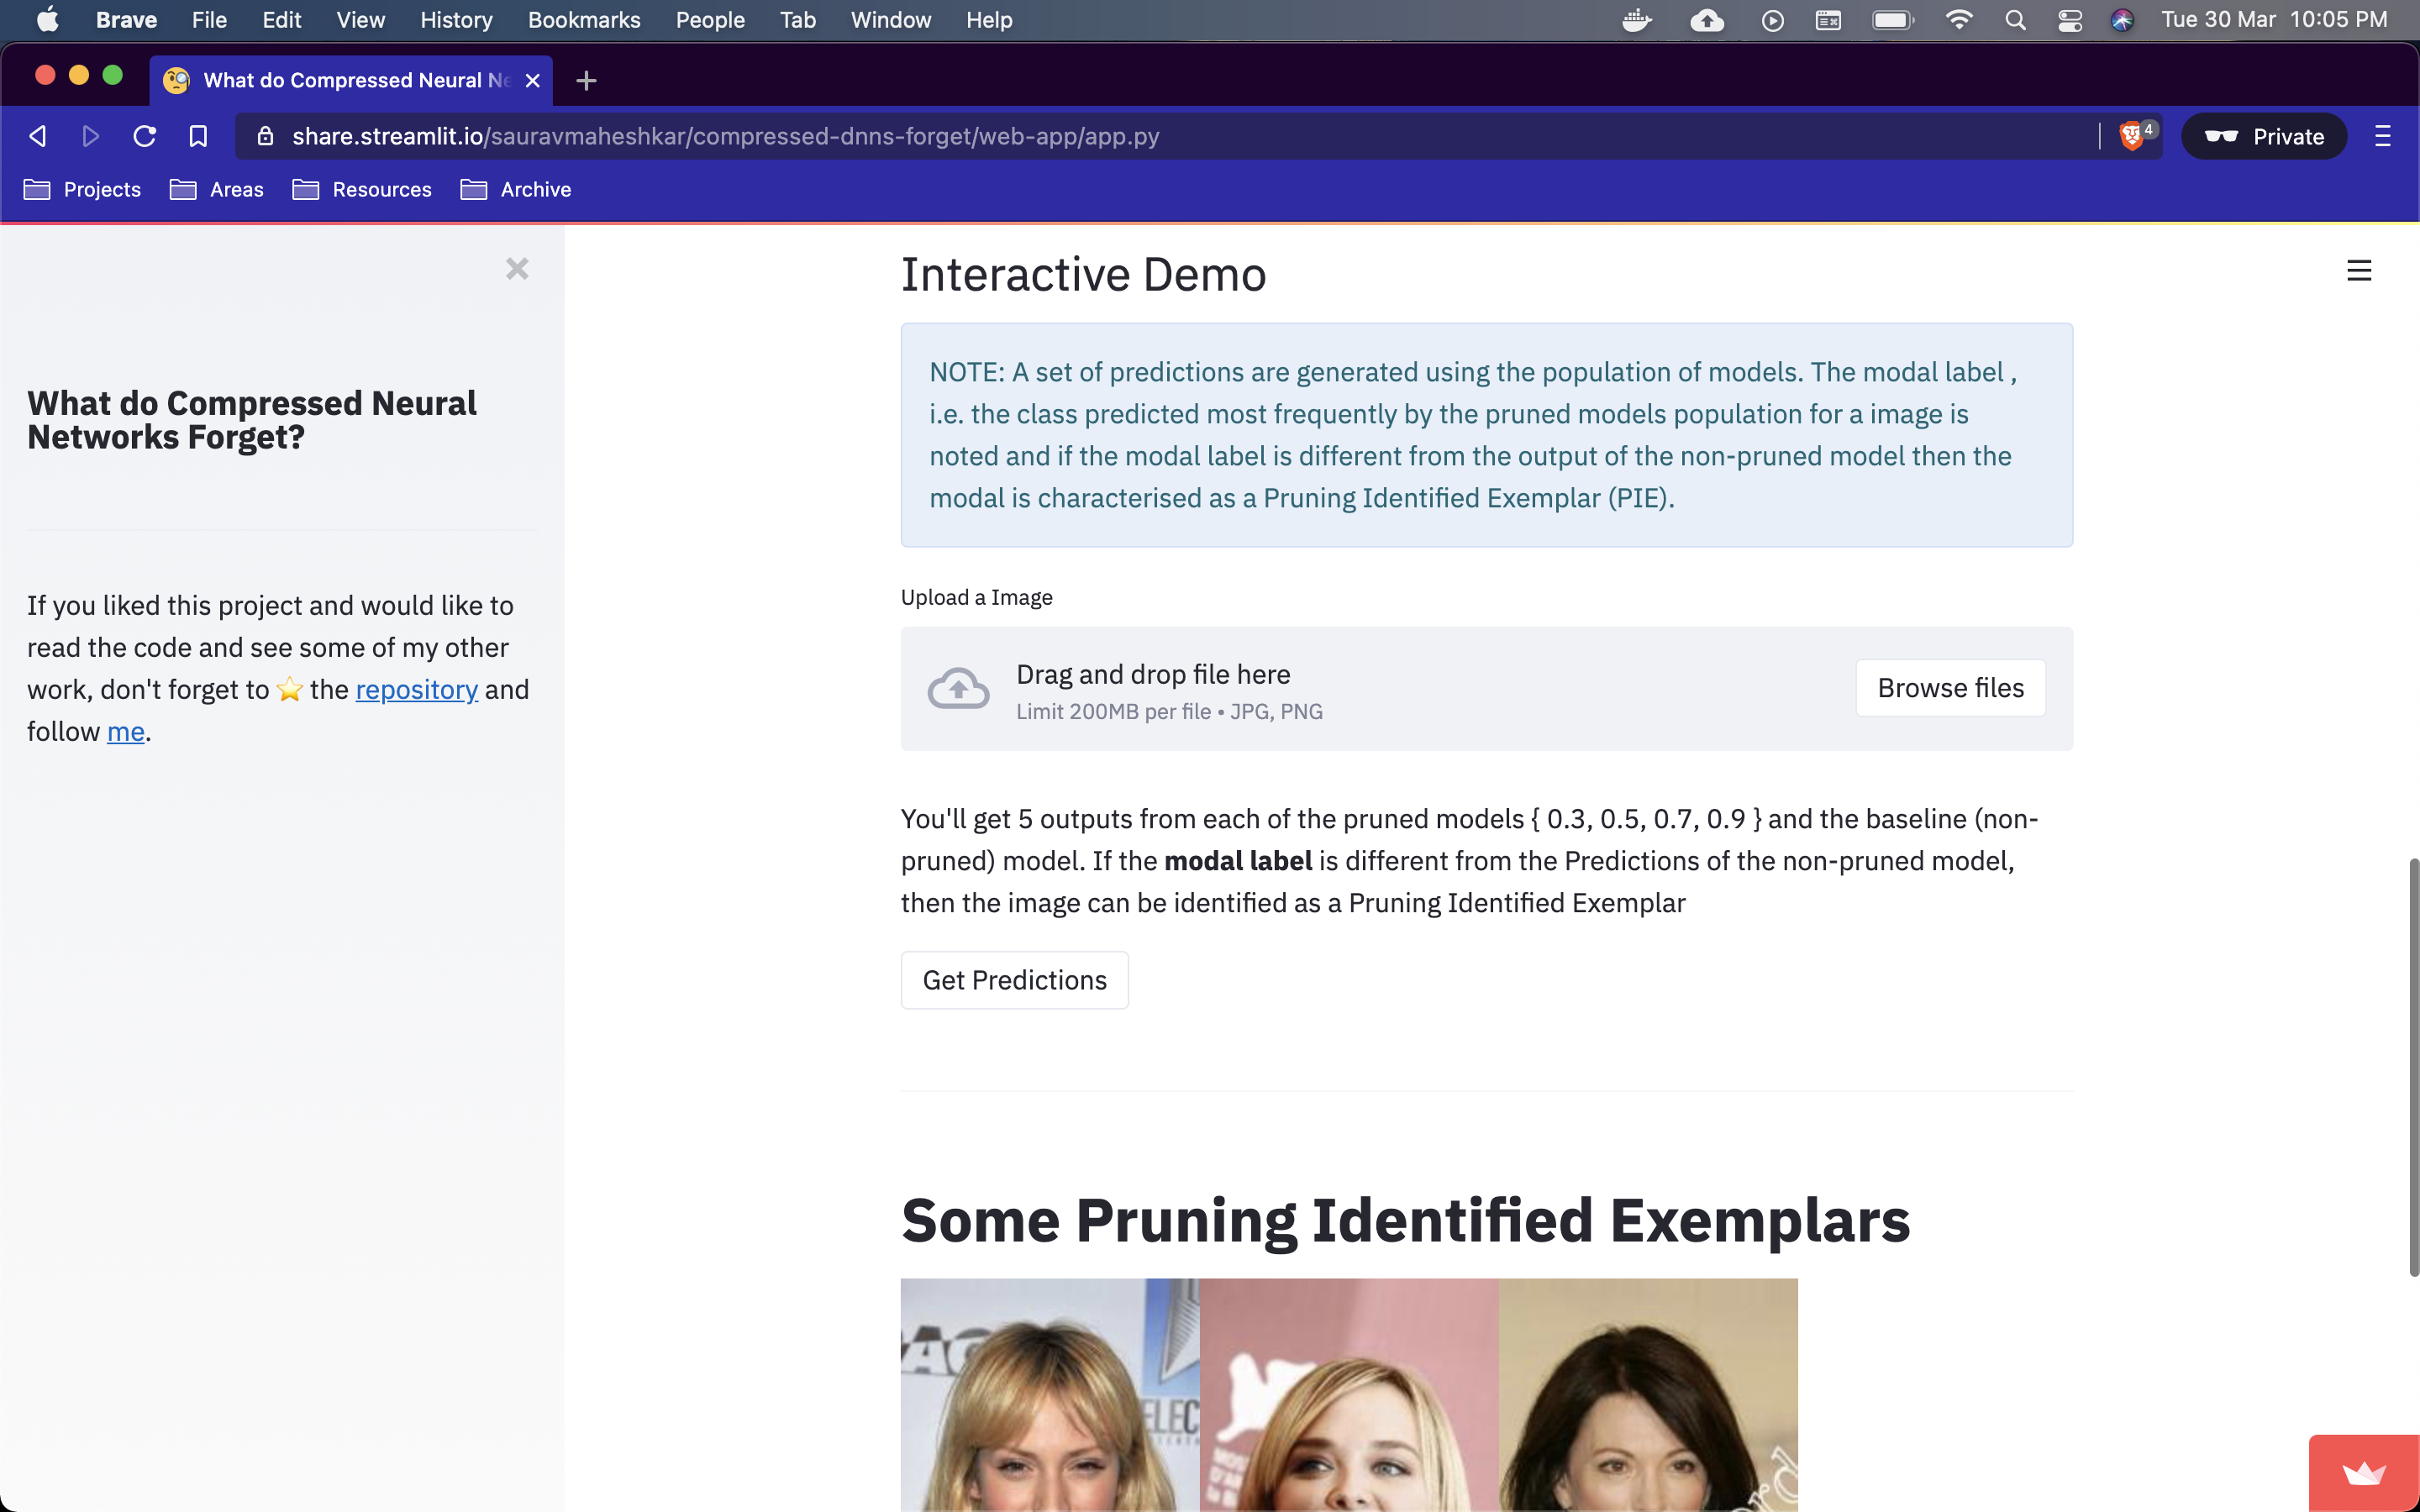 Brave File Edit View History Bookmarks People Tab Window Help Tue 30 Mar 10:05 PM
What do Compressed Neural Ne
share.streamlit.io/sauravmaheshkar/compressed-dnns-forget/web-app/app.py 4 Private
Projects Areas Resources Archive
What do Compressed Neural
Networks Forget?
If you liked this project and would like to
read the code and see some of my other
work, don't forget to ⭐ the repository and
follow me.
Interactive Demo
NOTE: A set of predictions are generated using the population of models. The modal label ,
i.e. the class predicted most frequently by the pruned models population for a image is
noted and if the modal label is different from the output of the non-pruned model then the
modal is characterised as a Pruning Identified Exemplar (PIE).
Upload a Image
Drag and drop file here
Limit 200MB per file • JPG, PNG
Browse files
You'll get 5 outputs from each of the pruned models { 0.3, 0.5, 0.7, 0.9 } and the baseline (non-
pruned) model. If the modal label is different from the Predictions of the non-pruned model,
then the image can be identified as a Pruning Identified Exemplar
Get Predictions
Some Pruning Identified Exemplars